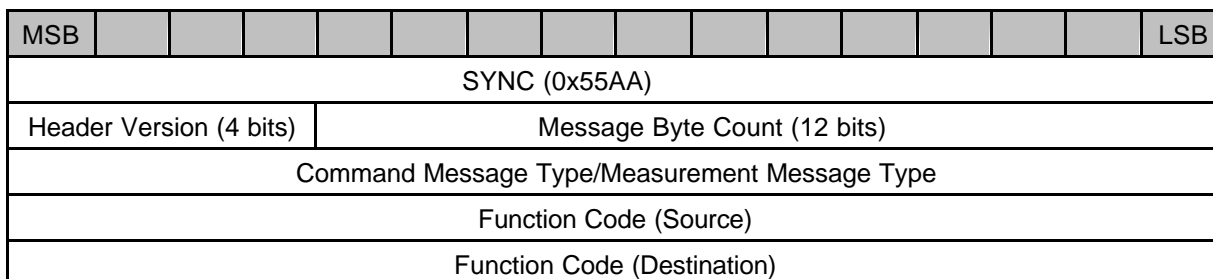 MSB LSB
SYNC (0x55AA)
Header Version (4 bits) Message Byte Count (12 bits)
Command Message Type/Measurement Message Type
Function Code (Source)
Function Code (Destination)